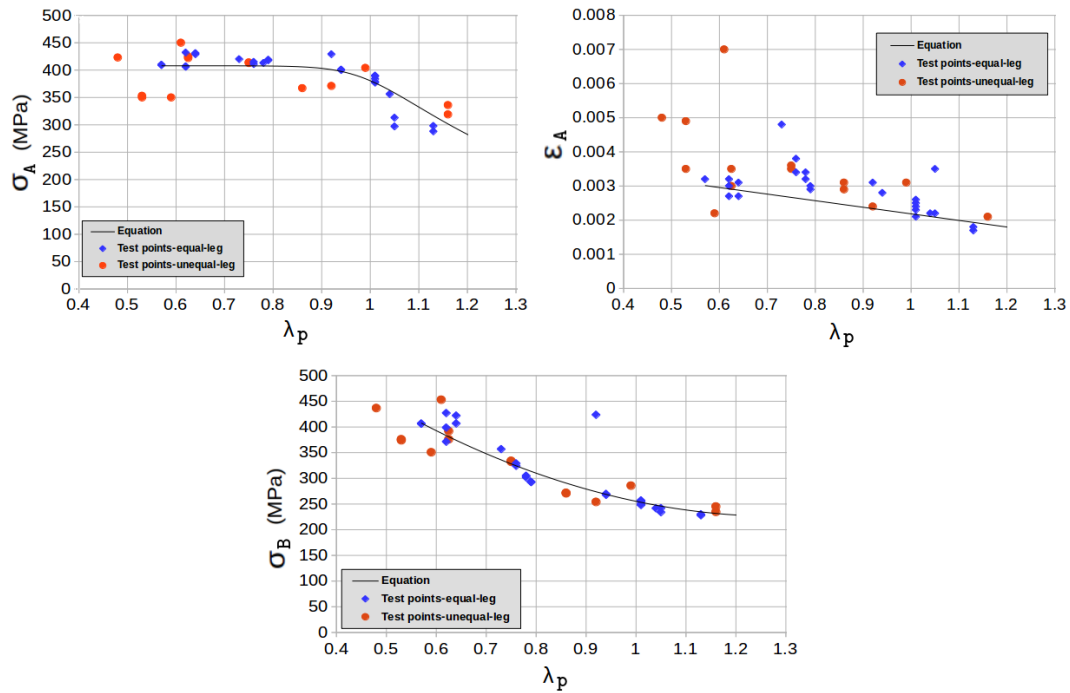 500
450
400
350
300
250
200
150
100
50
0
σA (MPa)
Equation
Test points-equal-leg
Test points-unequal-leg
0.4 0.5 0.6 0.7 0.8 0.9 1 1.1 1.2 1.3
λp
0.008
0.007
0.006
0.005
0.004
0.003
0.002
0.001
0
εA
Equation
Test points-equal-leg
Test points-unequal-leg
0.4 0.5 0.6 0.7 0.8 0.9 1 1.1 1.2 1.3
λp
500
450
400
350
300
250
200
150
100
50
0
σB (MPa)
Equation
Test points-equal-leg
Test points-unequal-leg
0.4 0.5 0.6 0.7 0.8 0.9 1 1.1 1.2 1.3
λp